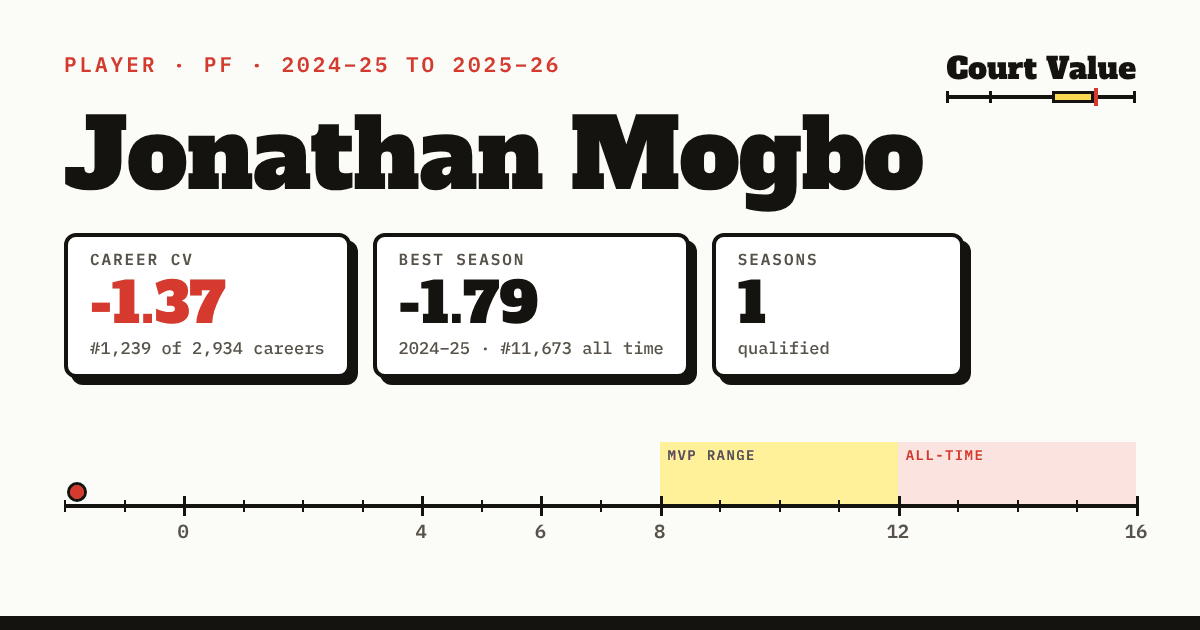 PLAYER · PF · 2024–25 TO 2025–26
Court Value
Jonathan Mogbo
CAREER CV
-1.37
#1,239 of 2,934 careers
BEST SEASON
-1.79
2024–25 · #11,673 all time
SEASONS
1
qualified
MVP RANGE
ALL-TIME
0 4 6 8 12 16